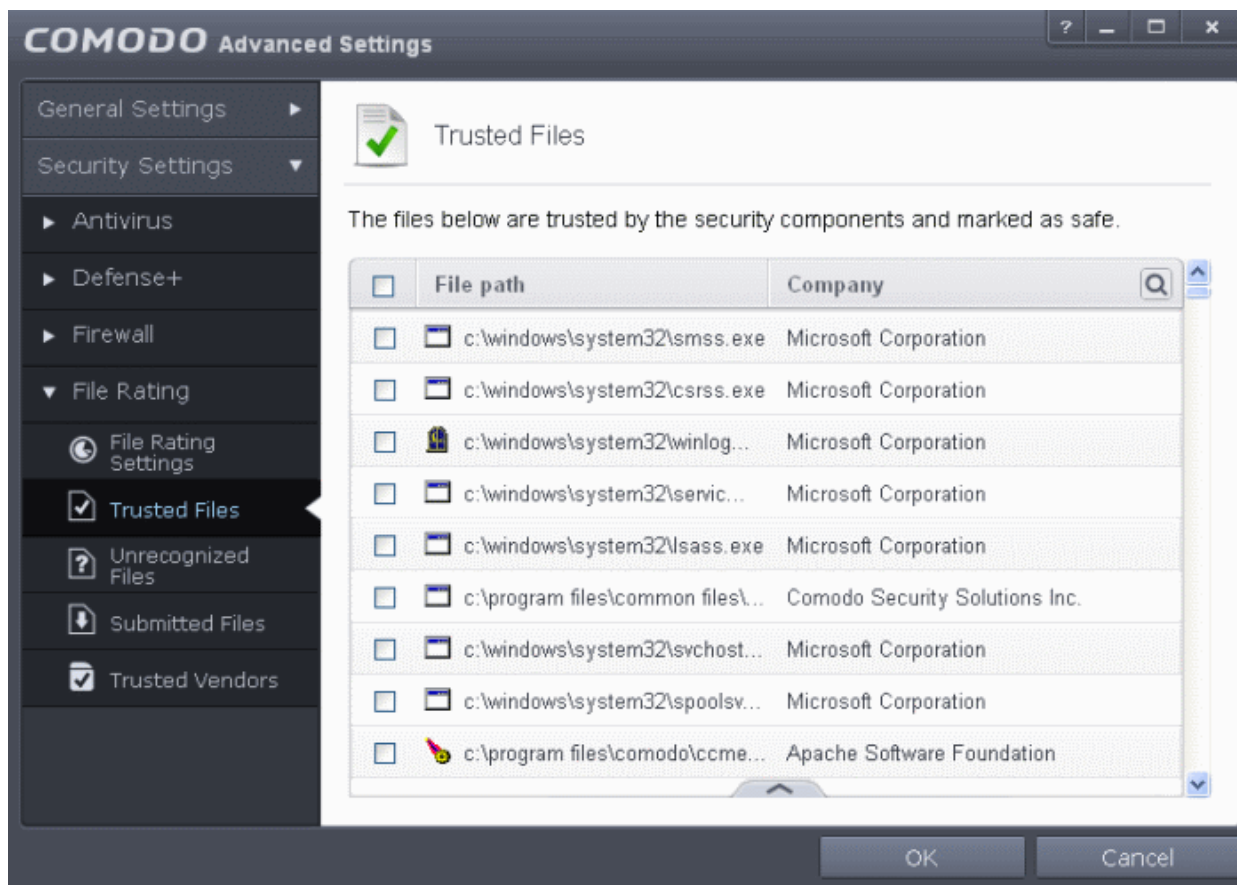 COMODO Advanced Settings
?
General Settings
Security Settings
Antivirus
Defense+
Firewall
File Rating
File Rating
Settings
Trusted Files
Unrecognized
Files
Submitted Files
Trusted Vendors
Trusted Files
The files below are trusted by the security components and marked as safe.
File path Company
c:\windows\system32\smss.exe Microsoft Corporation
c:\windows\system32\csrss.exe Microsoft Corporation
c:\windows\system32\winlog... Microsoft Corporation
c:\windows\system32\servic... Microsoft Corporation
c:\windows\system32\lsass.exe Microsoft Corporation
c:\program files\common files\... Comodo Security Solutions Inc.
c:\windows\system32\svchost... Microsoft Corporation
c:\windows\system32\spoolsv... Microsoft Corporation
c:\program files\comodo\ccme... Apache Software Foundation
OK Cancel